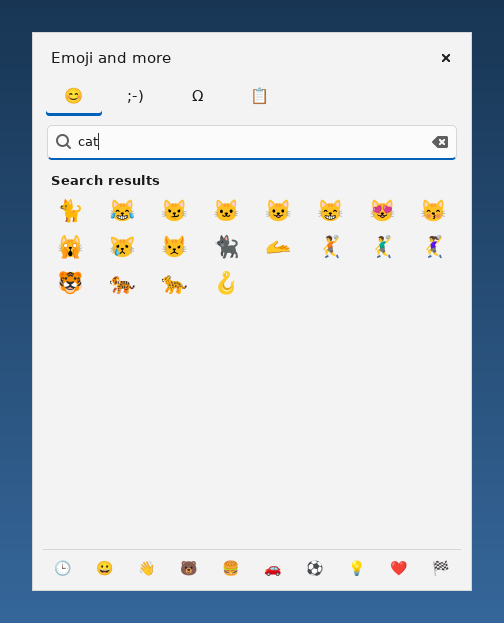 Emoji and more
;-) Ω
cat
Search results